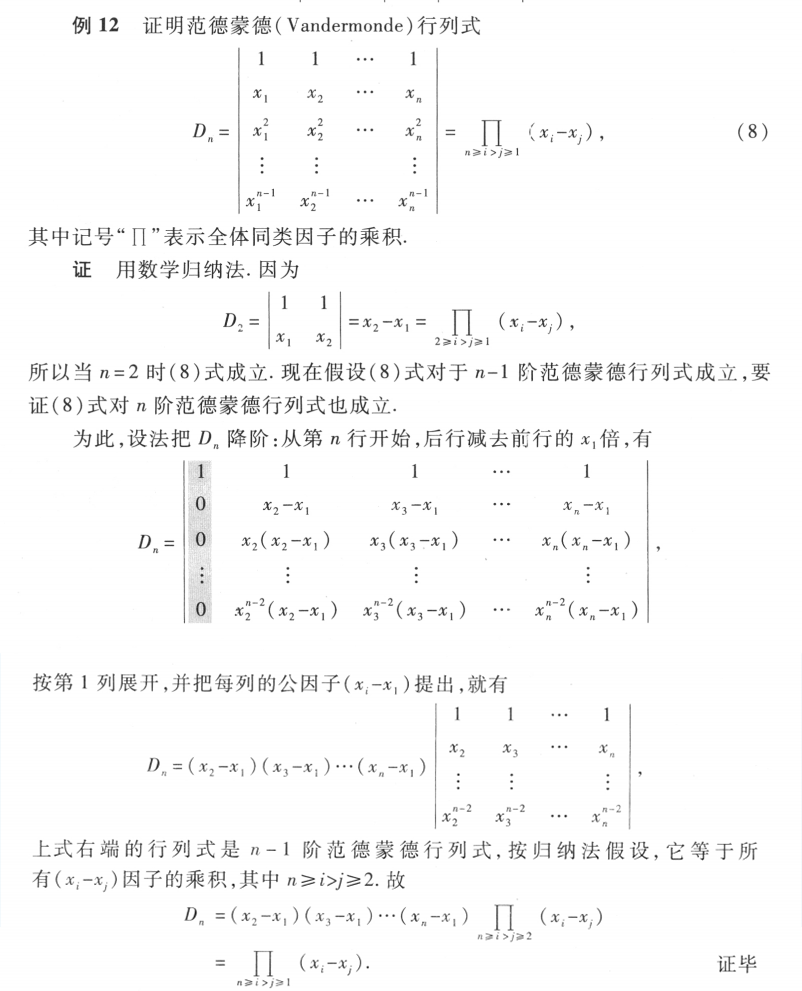 例 12 证明范德蒙德(Vandermonde)行列式
D_n = \begin{vmatrix} 1 & 1 & \cdots & 1 \\ x_1 & x_2 & \cdots & x_n \\ x_1^2 & x_2^2 & \cdots & x_n^2 \\ \vdots & \vdots & & \vdots \\ x_1^{n-1} & x_2^{n-1} & \cdots & x_n^{n-1} \end{vmatrix} = \prod_{n≥i>j≥1} (x_i-x_j), (8)
其中记号“∏”表示全体同类因子的乘积.
证 用数学归纳法. 因为
D_2 = \begin{vmatrix} 1 & 1 \\ x_1 & x_2 \end{vmatrix} = x_2-x_1 = \prod_{2≥i>j≥1} (x_i-x_j),
所以当 n=2 时(8)式成立. 现在假设(8)式对于 n-1 阶范德蒙德行列式成立,要
证(8)式对 n 阶范德蒙德行列式也成立.
为此,设法把 D_n 降阶:从第 n 行开始,后行减去前行的 x_1倍,有
D_n = \begin{vmatrix} 1 & 1 & 1 & \cdots & 1 \\ 0 & x_2-x_1 & x_3-x_1 & \cdots & x_n-x_1 \\ 0 & x_2(x_2-x_1) & x_3(x_3-x_1) & \cdots & x_n(x_n-x_1) \\ \vdots & \vdots & \vdots & & \vdots \\ 0 & x_2^{n-2}(x_2-x_1) & x_3^{n-2}(x_3-x_1) & \cdots & x_n^{n-2}(x_n-x_1) \end{vmatrix},
按第 1 列展开,并把每列的公因子(x_i-x_1)提出,就有
D_n = (x_2-x_1)(x_3-x_1)\cdots(x_n-x_1) \begin{vmatrix} 1 & 1 & \cdots & 1 \\ x_2 & x_3 & \cdots & x_n \\ \vdots & \vdots & & \vdots \\ x_2^{n-2} & x_3^{n-2} & \cdots & x_n^{n-2} \end{vmatrix},
上式右端的行列式是 n-1 阶范德蒙德行列式,按归纳法假设,它等于所
有(x_i-x_j)因子的乘积,其中 n≥i>j≥2. 故
D_n = (x_2-x_1)(x_3-x_1)\cdots(x_n-x_1) \prod_{n≥i>j≥2} (x_i-x_j)
= \prod_{n≥i>j≥1} (x_i-x_j). 证毕